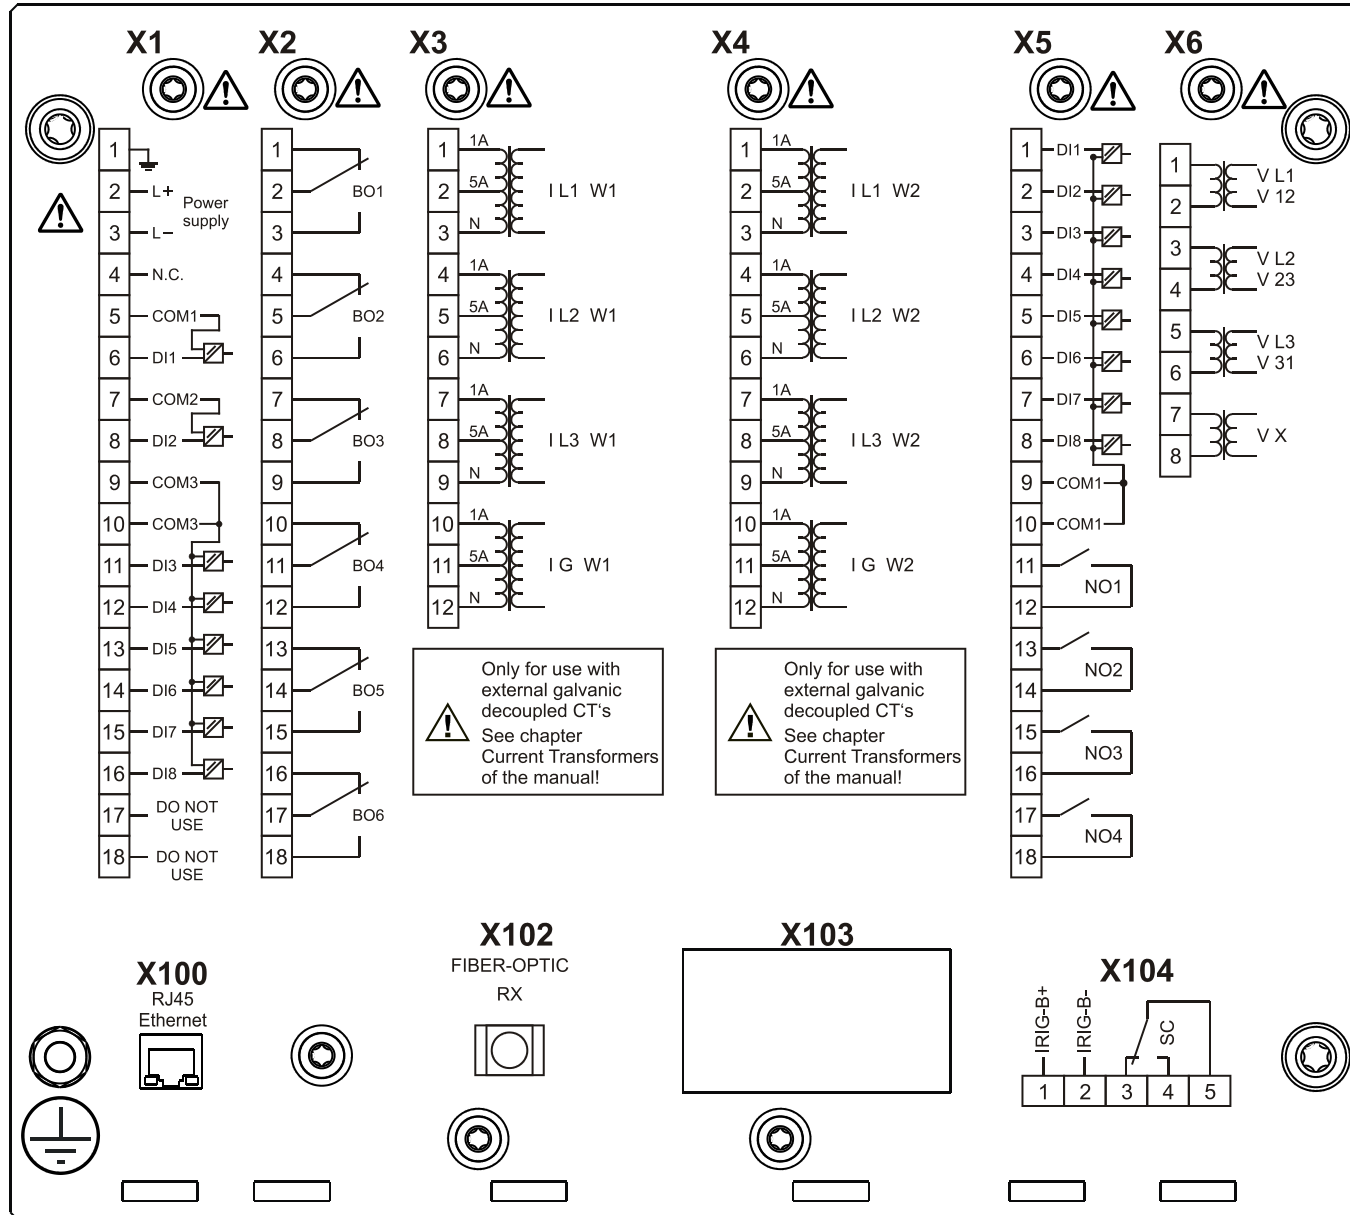 X1
X2
X3
X4
X5
X6
1
2 L+
Power
supply
3 L−
4 N.C.
5 COM1
6 DI1
7 COM2
8 DI2
9 COM3
10 COM3
11 DI3
12 DI4
13 DI5
14 DI6
15 DI7
16 DI8
17 DO NOT
USE
18 DO NOT
USE
1
2 BO1
3
4
5 BO2
6
7
8 BO3
9
10
11 BO4
12
13
14 BO5
15
16
17 BO6
18
1 1A
2 5A I L1 W1
3 N
4 1A
5 5A I L2 W1
6 N
7 1A
8 5A I L3 W1
9 N
10 1A
11 5A I G W1
12 N
Only for use with
external galvanic
decoupled CT‘s
See chapter
Current Transformers
of the manual!
1 1A
2 5A I L1 W2
3 N
4 1A
5 5A I L2 W2
6 N
7 1A
8 5A I L3 W2
9 N
10 1A
11 5A I G W2
12 N
Only for use with
external galvanic
decoupled CT‘s
See chapter
Current Transformers
of the manual!
1 DI1
2 DI2
3 DI3
4 DI4
5 DI5
6 DI6
7 DI7
8 DI8
9 COM1
10 COM1
11
NO1
12
13
NO2
14
15
NO3
16
17
NO4
18
1
V L1
V 12
2
3
V L2
V 23
4
5
V L3
V 31
6
7
V X
8
X100
RJ45
Ethernet
X102
FIBER-OPTIC
RX
X103
X104
IRIG-B+
IRIG-B-
SC
1 2 3 4 5